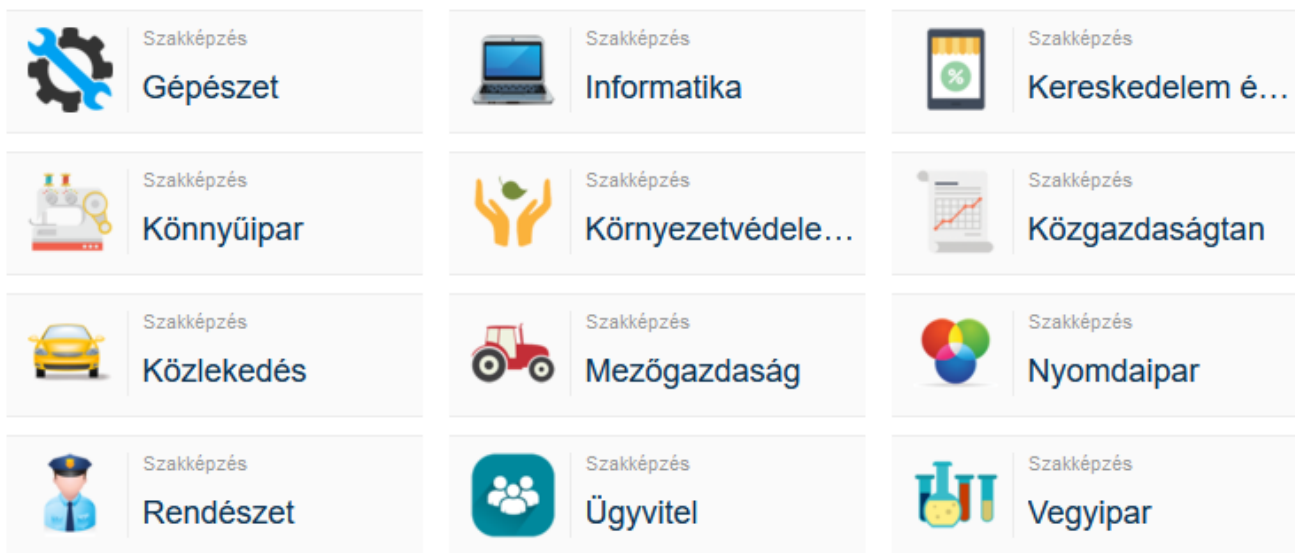 Szakképzés
Gépészet
Szakképzés
Informatika
Szakképzés
Kereskedelem é...
Szakképzés
Könnyűipar
Szakképzés
Környezetvédele...
Szakképzés
Közgazdaságtan
Szakképzés
Közlekedés
Szakképzés
Mezőgazdaság
Szakképzés
Nyomdaipar
Szakképzés
Rendészet
Szakképzés
Ügyvitel
Szakképzés
Vegyipar